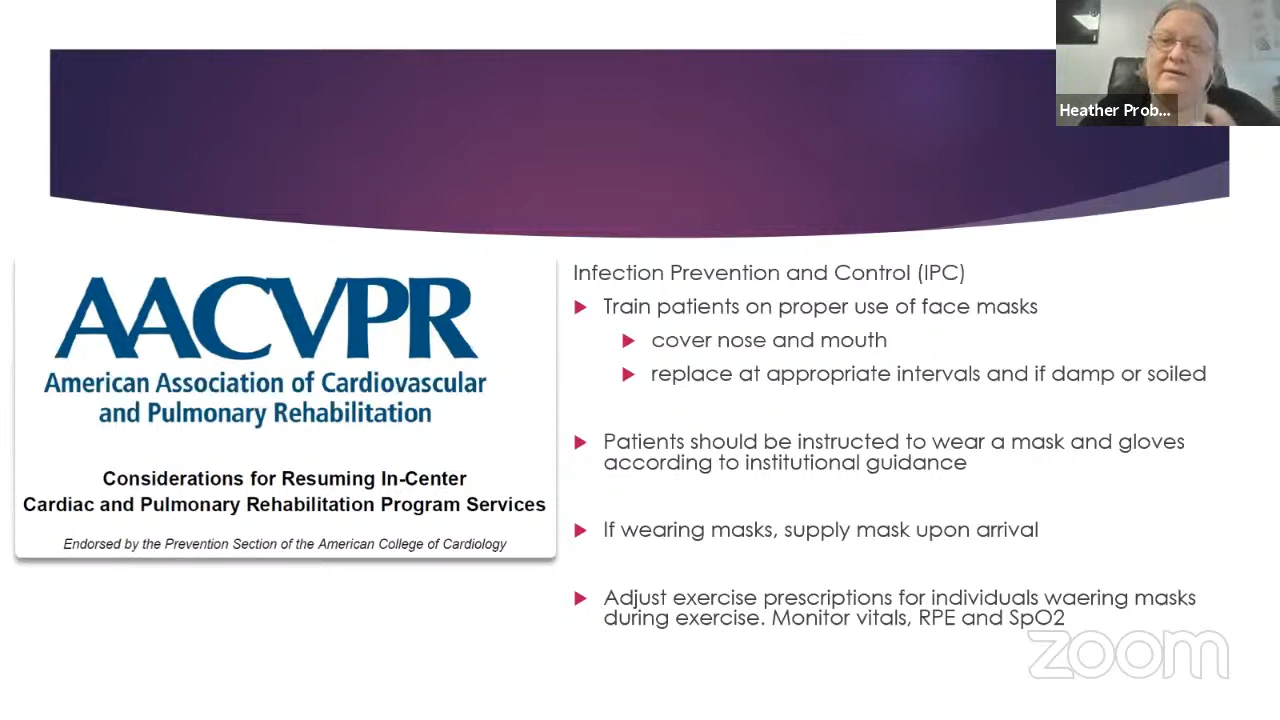 Heather Prob...
AACVPR
American Association of Cardiovascular
and Pulmonary Rehabilitation
Considerations for Resuming In-Center
Cardiac and Pulmonary Rehabilitation Program Services
Endorsed by the Prevention Section of the American College of Cardiology
Infection Prevention and Control (IPC)
Train patients on proper use of face masks
cover nose and mouth
replace at appropriate intervals and if damp or soiled
Patients should be instructed to wear a mask and gloves
according to institutional guidance
If wearing masks, supply mask upon arrival
Adjust exercise prescriptions for individuals waering masks
during exercise. Monitor vitals, RPE and SpO2
zoom